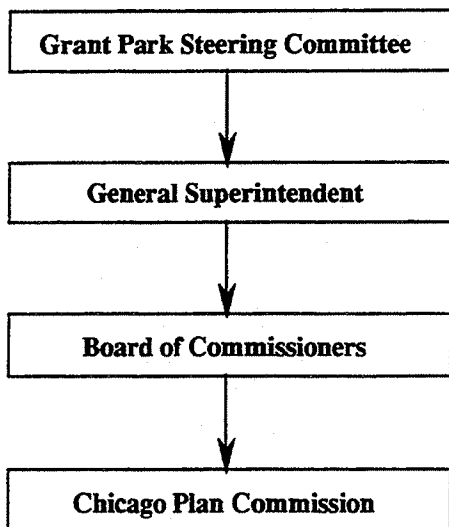 Grant Park Steering Committee
General Superintendent
Board of Commissioners
Chicago Plan Commission